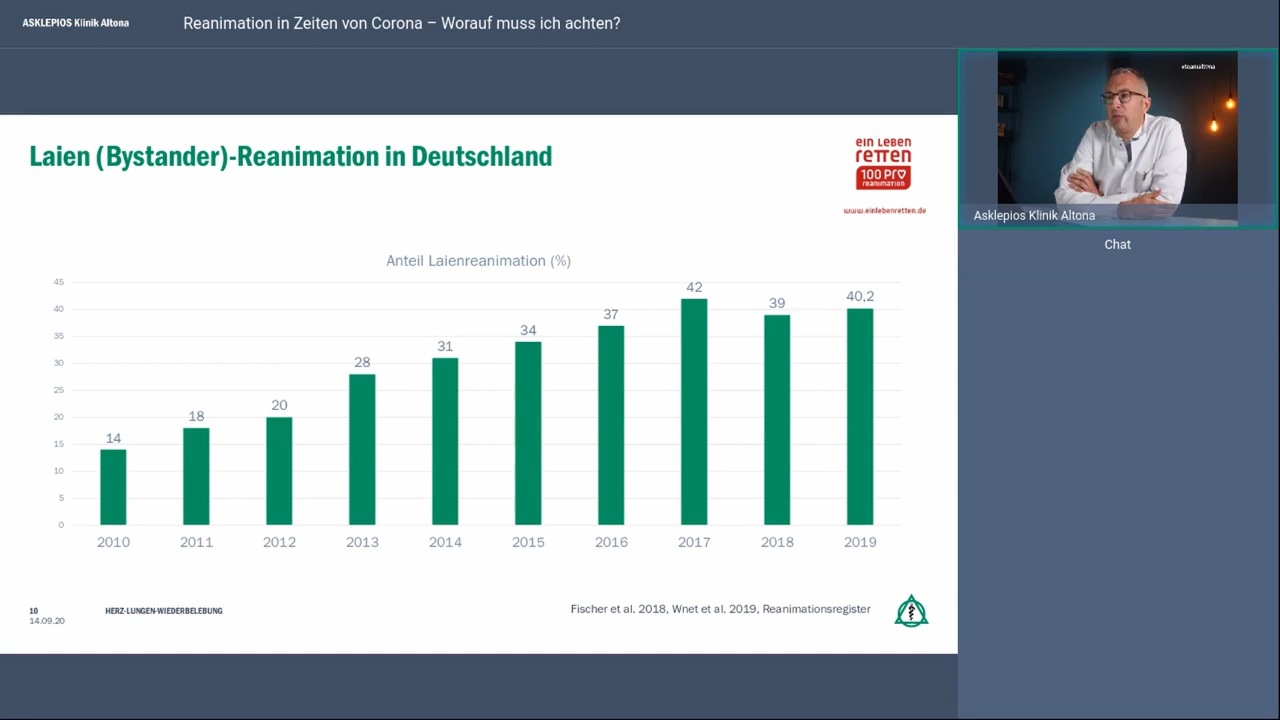 ASKLEPIOS Klinik Altona
Reanimation in Zeiten von Corona – Worauf muss ich achten?
#teamaltona
Asklepios Klinik Altona
Chat
Laien (Bystander)-Reanimation in Deutschland
ein Leben
retten
100 Pro
reanimation
www.einlebenretten.de
Anteil Laienreanimation (%)
45
40
35
30
25
20
15
10
5
0
14
18
20
28
31
34
37
42
39
40,2
2010
2011
2012
2013
2014
2015
2016
2017
2018
2019
10
14.09.20
HERZ-LUNGEN-WIEDERBELEBUNG
Fischer et al. 2018, Wnet et al. 2019, Reanimationsregister